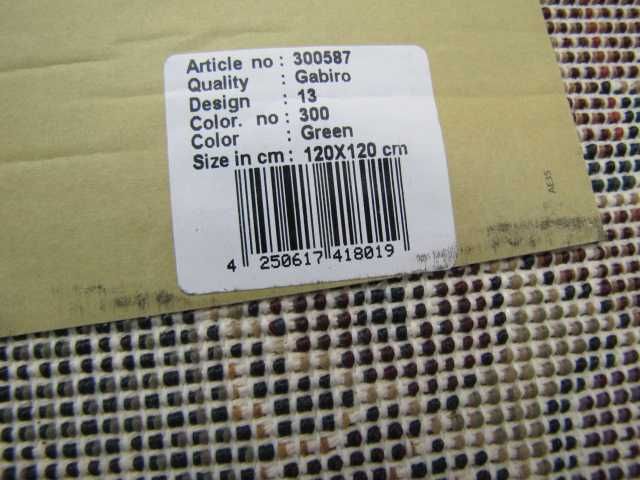 Article no : 300587
Quality : Gabiro
Design : 13
Color. no : 300
Color : Green
Size in cm : 120X120 cm
4 250617 418019
AE35